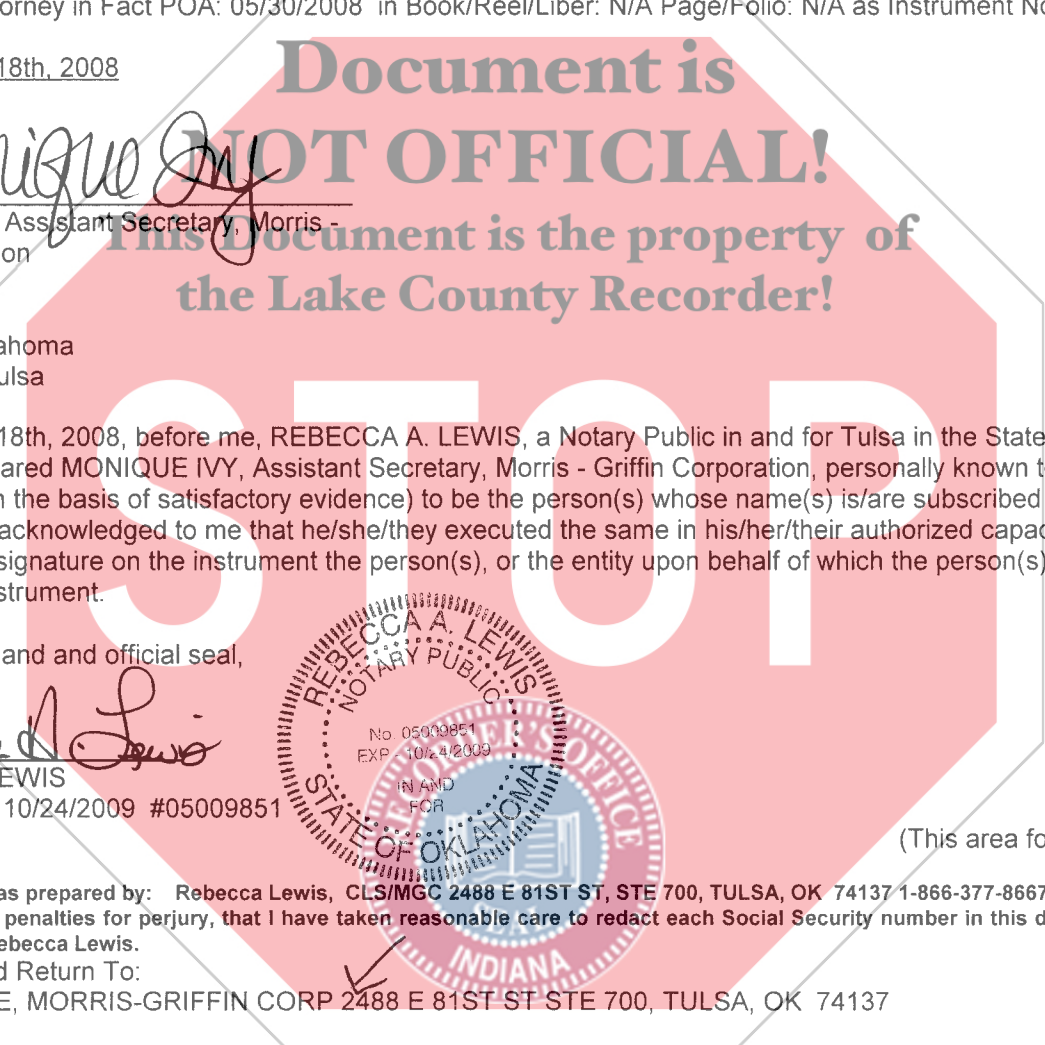 orney in Fact POA: 05/30/2008 in Book/Reel/Liber: N/A Page/Folio: N/A as Instrument No
Document is
18th, 2008
NOT OFFICIAL!
nique Ivy
Assistant Secretary, Morris -
This Document is the property of
on
the Lake County Recorder!
ahoma
ulsa
STOP
18th, 2008, before me, REBECCA A. LEWIS, a Notary Public in and for Tulsa in the State
ared MONIQUE IVY, Assistant Secretary, Morris - Griffin Corporation, personally known t
n the basis of satisfactory evidence) to be the person(s) whose name(s) is/are subscribed
acknowledged to me that he/she/they executed the same in his/her/their authorized capac
signature on the instrument the person(s), or the entity upon behalf of which the person(s)
strument.
and and official seal,
REBECCA A. LEWIS
NOTARY PUBLIC
No. 05009851
EXP. 10/24/2009
IN AND
FOR
STATE OF OKLAHOMA
A. Lewis
EWIS
10/24/2009 #05009851
RECORDER'S OFFICE
SEAL
INDIANA
(This area fo
as prepared by: Rebecca Lewis, CLS/MGC 2488 E 81ST ST, STE 700, TULSA, OK 74137 1-866-377-8667
penalties for perjury, that I have taken reasonable care to redact each Social Security number in this d
ebecca Lewis.
d Return To:
E, MORRIS-GRIFFIN CORP 2488 E 81ST ST STE 700, TULSA, OK 74137